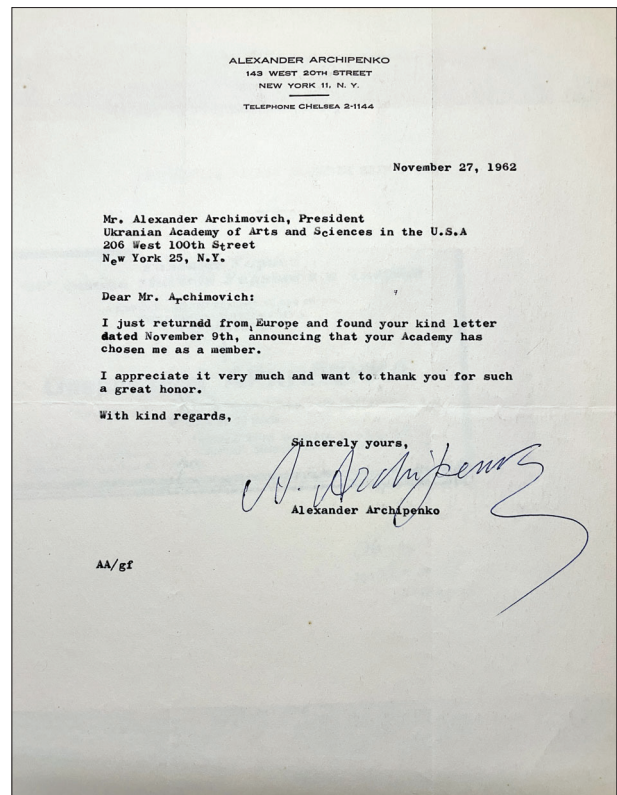 ALEXANDER ARCHIPENKO
143 WEST 20TH STREET
NEW YORK 11, N. Y.
TELEPHONE CHELSEA 2-1144
November 27, 1962
Mr. Alexander Archimovich, President
Ukranian Academy of Arts and Sciences in the U.S.A
206 West 100th Street
New York 25, N.Y.
Dear Mr. Archimovich:
I just returned from Europe and found your kind letter
dated November 9th, announcing that your Academy has
chosen me as a member.
I appreciate it very much and want to thank you for such
a great honor.
With kind regards,
Sincerely yours,
A. Archipenko
Alexander Archipenko
AA/gf